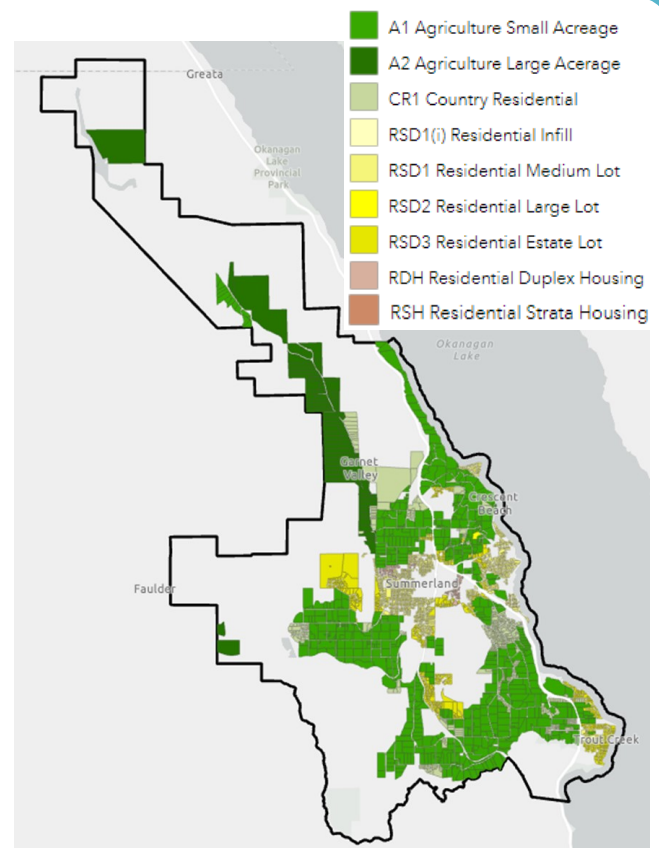 A1 Agriculture Small Acreage
A2 Agriculture Large Acerage
CR1 Country Residential
RSD1(i) Residential Infill
RSD1 Residential Medium Lot
RSD2 Residential Large Lot
RSD3 Residential Estate Lot
RDH Residential Duplex Housing
RSH Residential Strata Housing
Greata
Okanagan
Lake
Provincial
Park
Okanagan
Lake
Garnet
Valley
Crescent
Beach
Summerland
Faulder
Trout Creek